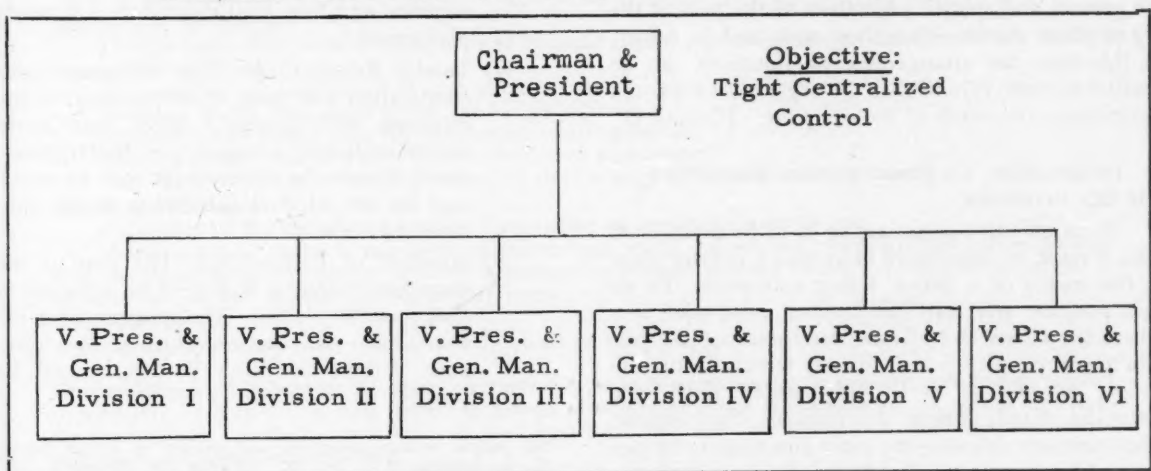 Chairman &
President
Objective:
Tight Centralized
Control
V. Pres. &
Gen. Man.
Division I
V. Pres. &
Gen. Man.
Division II
V. Pres. &
Gen. Man.
Division III
V. Pres. &
Gen. Man.
Division IV
V. Pres. &
Gen. Man.
Division V
V. Pres. &
Gen. Man.
Division VI